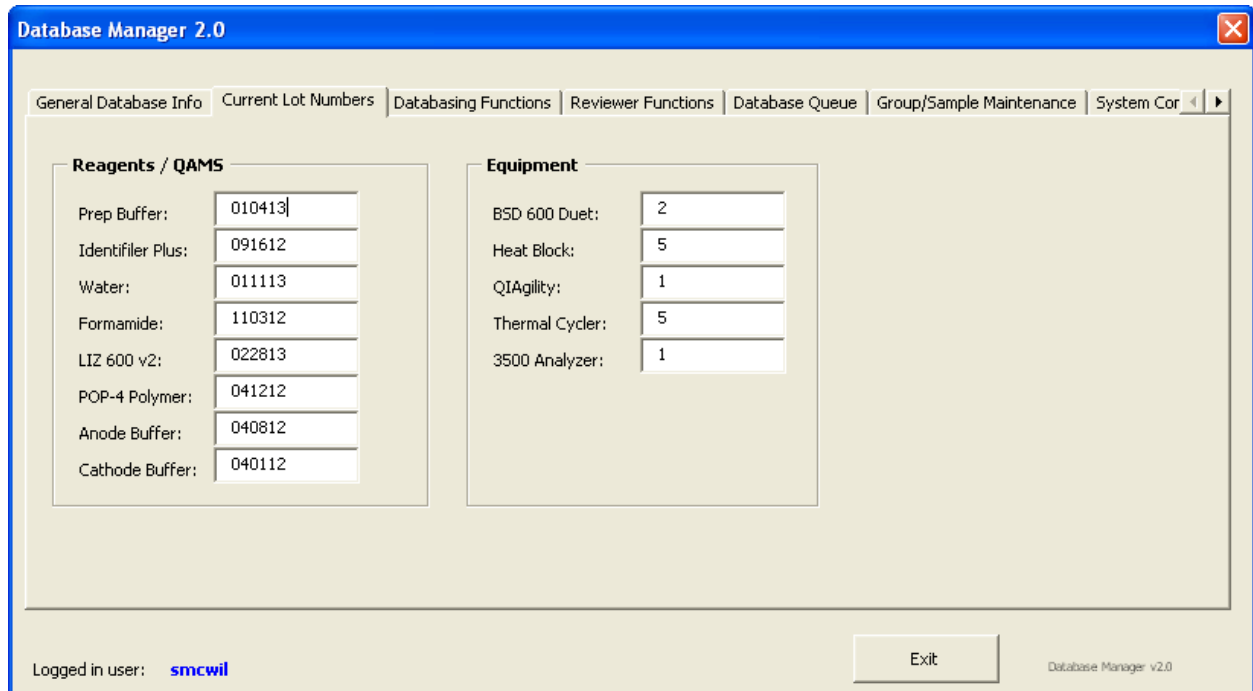 Database Manager 2.0
General Database Info Current Lot Numbers Databasing Functions Reviewer Functions Database Queue Group/Sample Maintenance System Cor
Reagents / QAMS
Prep Buffer: 010413
Identifiler Plus: 091612
Water: 011113
Formamide: 110312
LIZ 600 v2: 022813
POP-4 Polymer: 041212
Anode Buffer: 040812
Cathode Buffer: 040112
Equipment
BSD 600 Duet: 2
Heat Block: 5
QIAgility: 1
Thermal Cycler: 5
3500 Analyzer: 1
Logged in user: smcwil
Exit
Database Manager v2.0